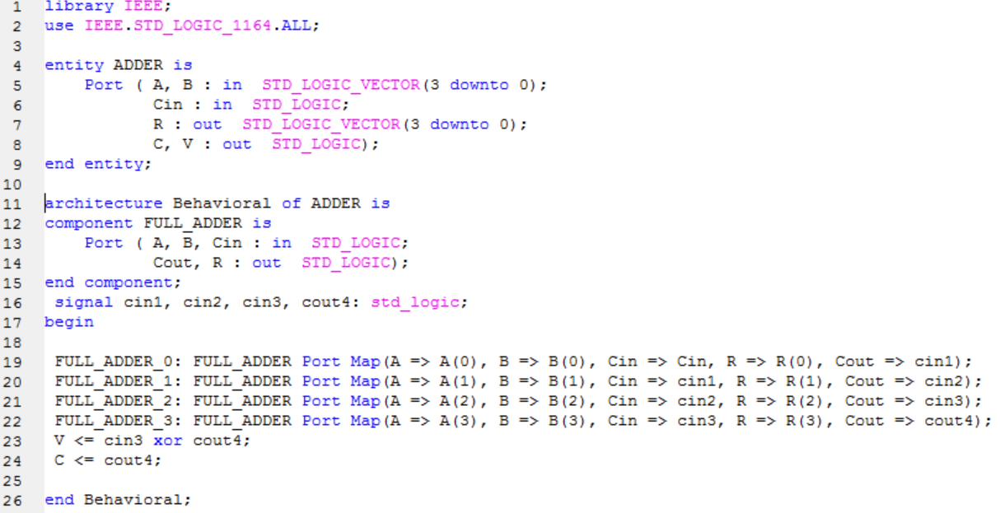 1 library IEEE;
2 use IEEE.STD_LOGIC_1164.ALL;
3
4 entity ADDER is
5     Port ( A, B : in  STD_LOGIC_VECTOR(3 downto 0);
6            Cin : in  STD_LOGIC;
7            R : out  STD_LOGIC_VECTOR(3 downto 0);
8            C, V : out  STD_LOGIC);
9 end entity;
10
11 architecture Behavioral of ADDER is
12 component FULL_ADDER is
13     Port ( A, B, Cin : in  STD_LOGIC;
14            Cout, R : out  STD_LOGIC);
15 end component;
16  signal cin1, cin2, cin3, cout4: std_logic;
17 begin
18
19  FULL_ADDER_0: FULL_ADDER Port Map(A => A(0), B => B(0), Cin => Cin, R => R(0), Cout => cin1);
20  FULL_ADDER_1: FULL_ADDER Port Map(A => A(1), B => B(1), Cin => cin1, R => R(1), Cout => cin2);
21  FULL_ADDER_2: FULL_ADDER Port Map(A => A(2), B => B(2), Cin => cin2, R => R(2), Cout => cin3);
22  FULL_ADDER_3: FULL_ADDER Port Map(A => A(3), B => B(3), Cin => cin3, R => R(3), Cout => cout4);
23  V <= cin3 xor cout4;
24  C <= cout4;
25
26 end Behavioral;